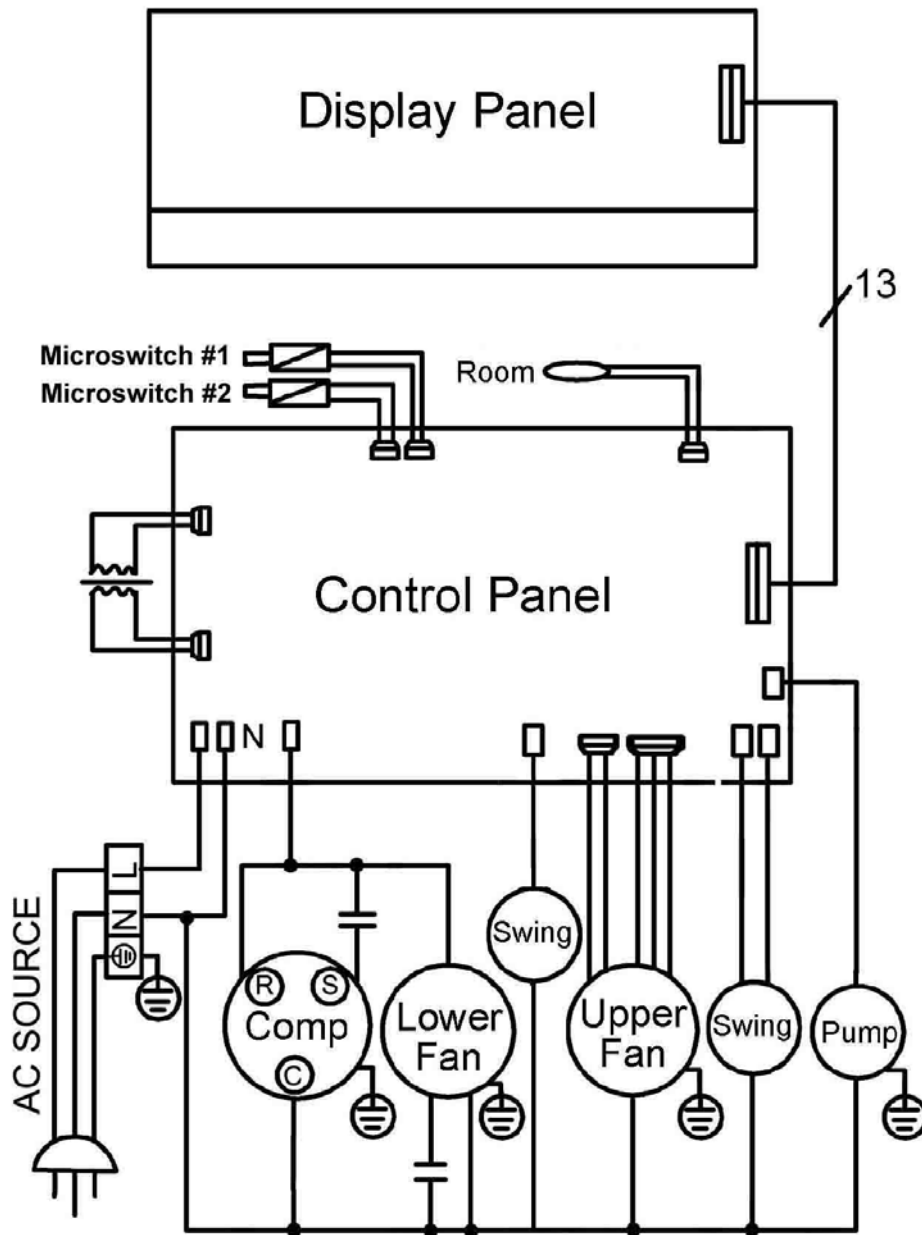 Display Panel
13
Microswitch #1
Microswitch #2
Room
Control Panel
N
L
N
AC SOURCE
R
S
Comp
C
Lower
Fan
Swing
Upper
Fan
Swing
Pump